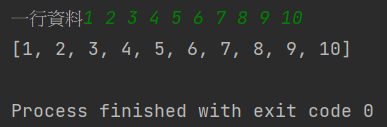 一行資料1 2 3 4 5 6 7 8 9 10
[1, 2, 3, 4, 5, 6, 7, 8, 9, 10]
Process finished with exit code 0